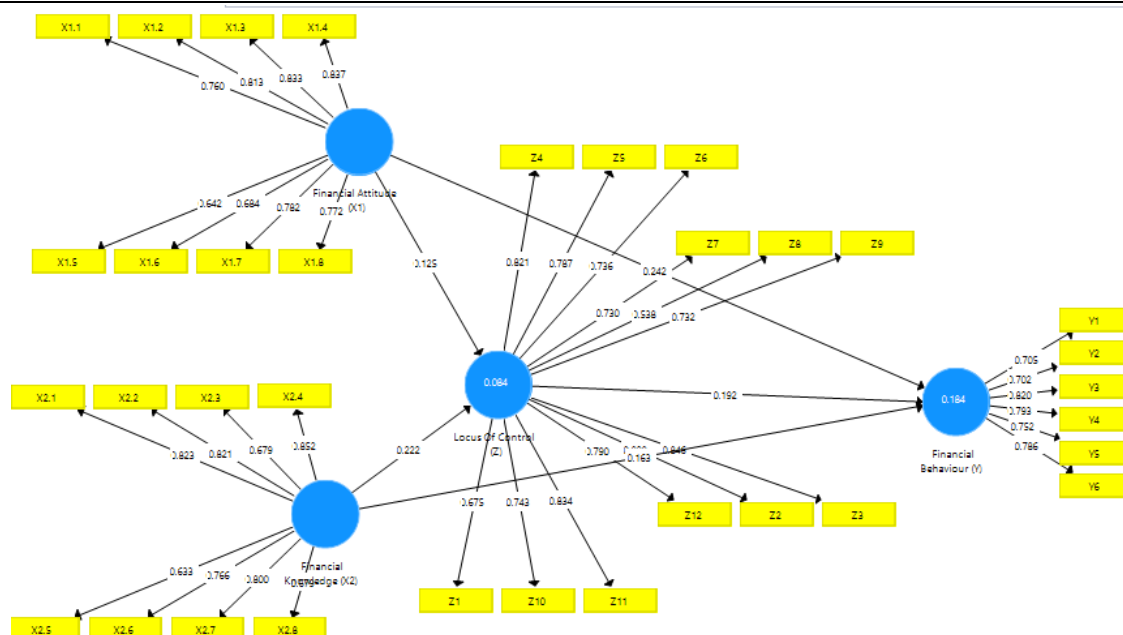 X1.1 X1.2 X1.3 X1.4
0.760 0.813 0.833 0.837
Financial Attitude
(X1)
0.642 0.684 0.782 0.772
X1.5 X1.6 X1.7 X1.8
Z4 Z5 Z6
Z7 Z8 Z9
0.125 0.821 0.787 0.736 0.242
0.730 0.538 0.732
Y1
0.705
Y2
0.702
Y3
0.820
Y4
0.793
Y5
0.752
Y6
0.786
0.084
0.192
0.184
Locus Of Control
(Z)
Financial
Behaviour (Y)
X2.1 X2.2 X2.3 X2.4
0.823 0.821 0.679 0.852
0.222
0.790 0.163
0.675 0.743 0.834
Z12 Z2 Z3
Financial
Knowledge (X2)
0.633 0.766 0.800
Z1 Z10 Z11
X2.5 X2.6 X2.7 X2.8